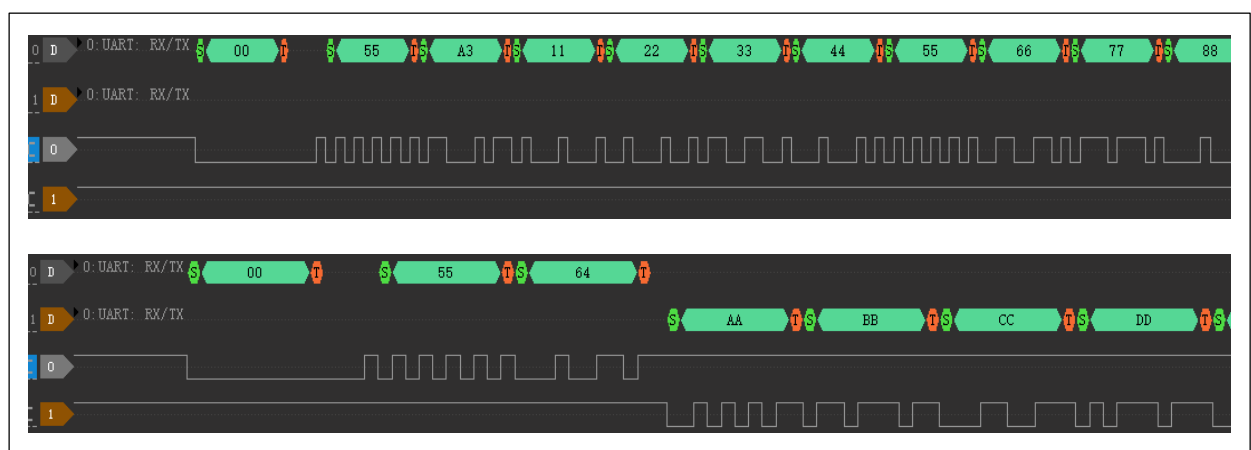 0 D 0:UART: RX/TX S 00 T S 55 T S A3 T S 11 T S 22 T S 33 T S 44 T S 55 T S 66 T S 77 T S 88
1 D 0:UART: RX/TX
0
1
0 D 0:UART: RX/TX S 00 T S 55 T S 64 T
1 D 0:UART: RX/TX S AA T S BB T S CC T S DD T S
0
1